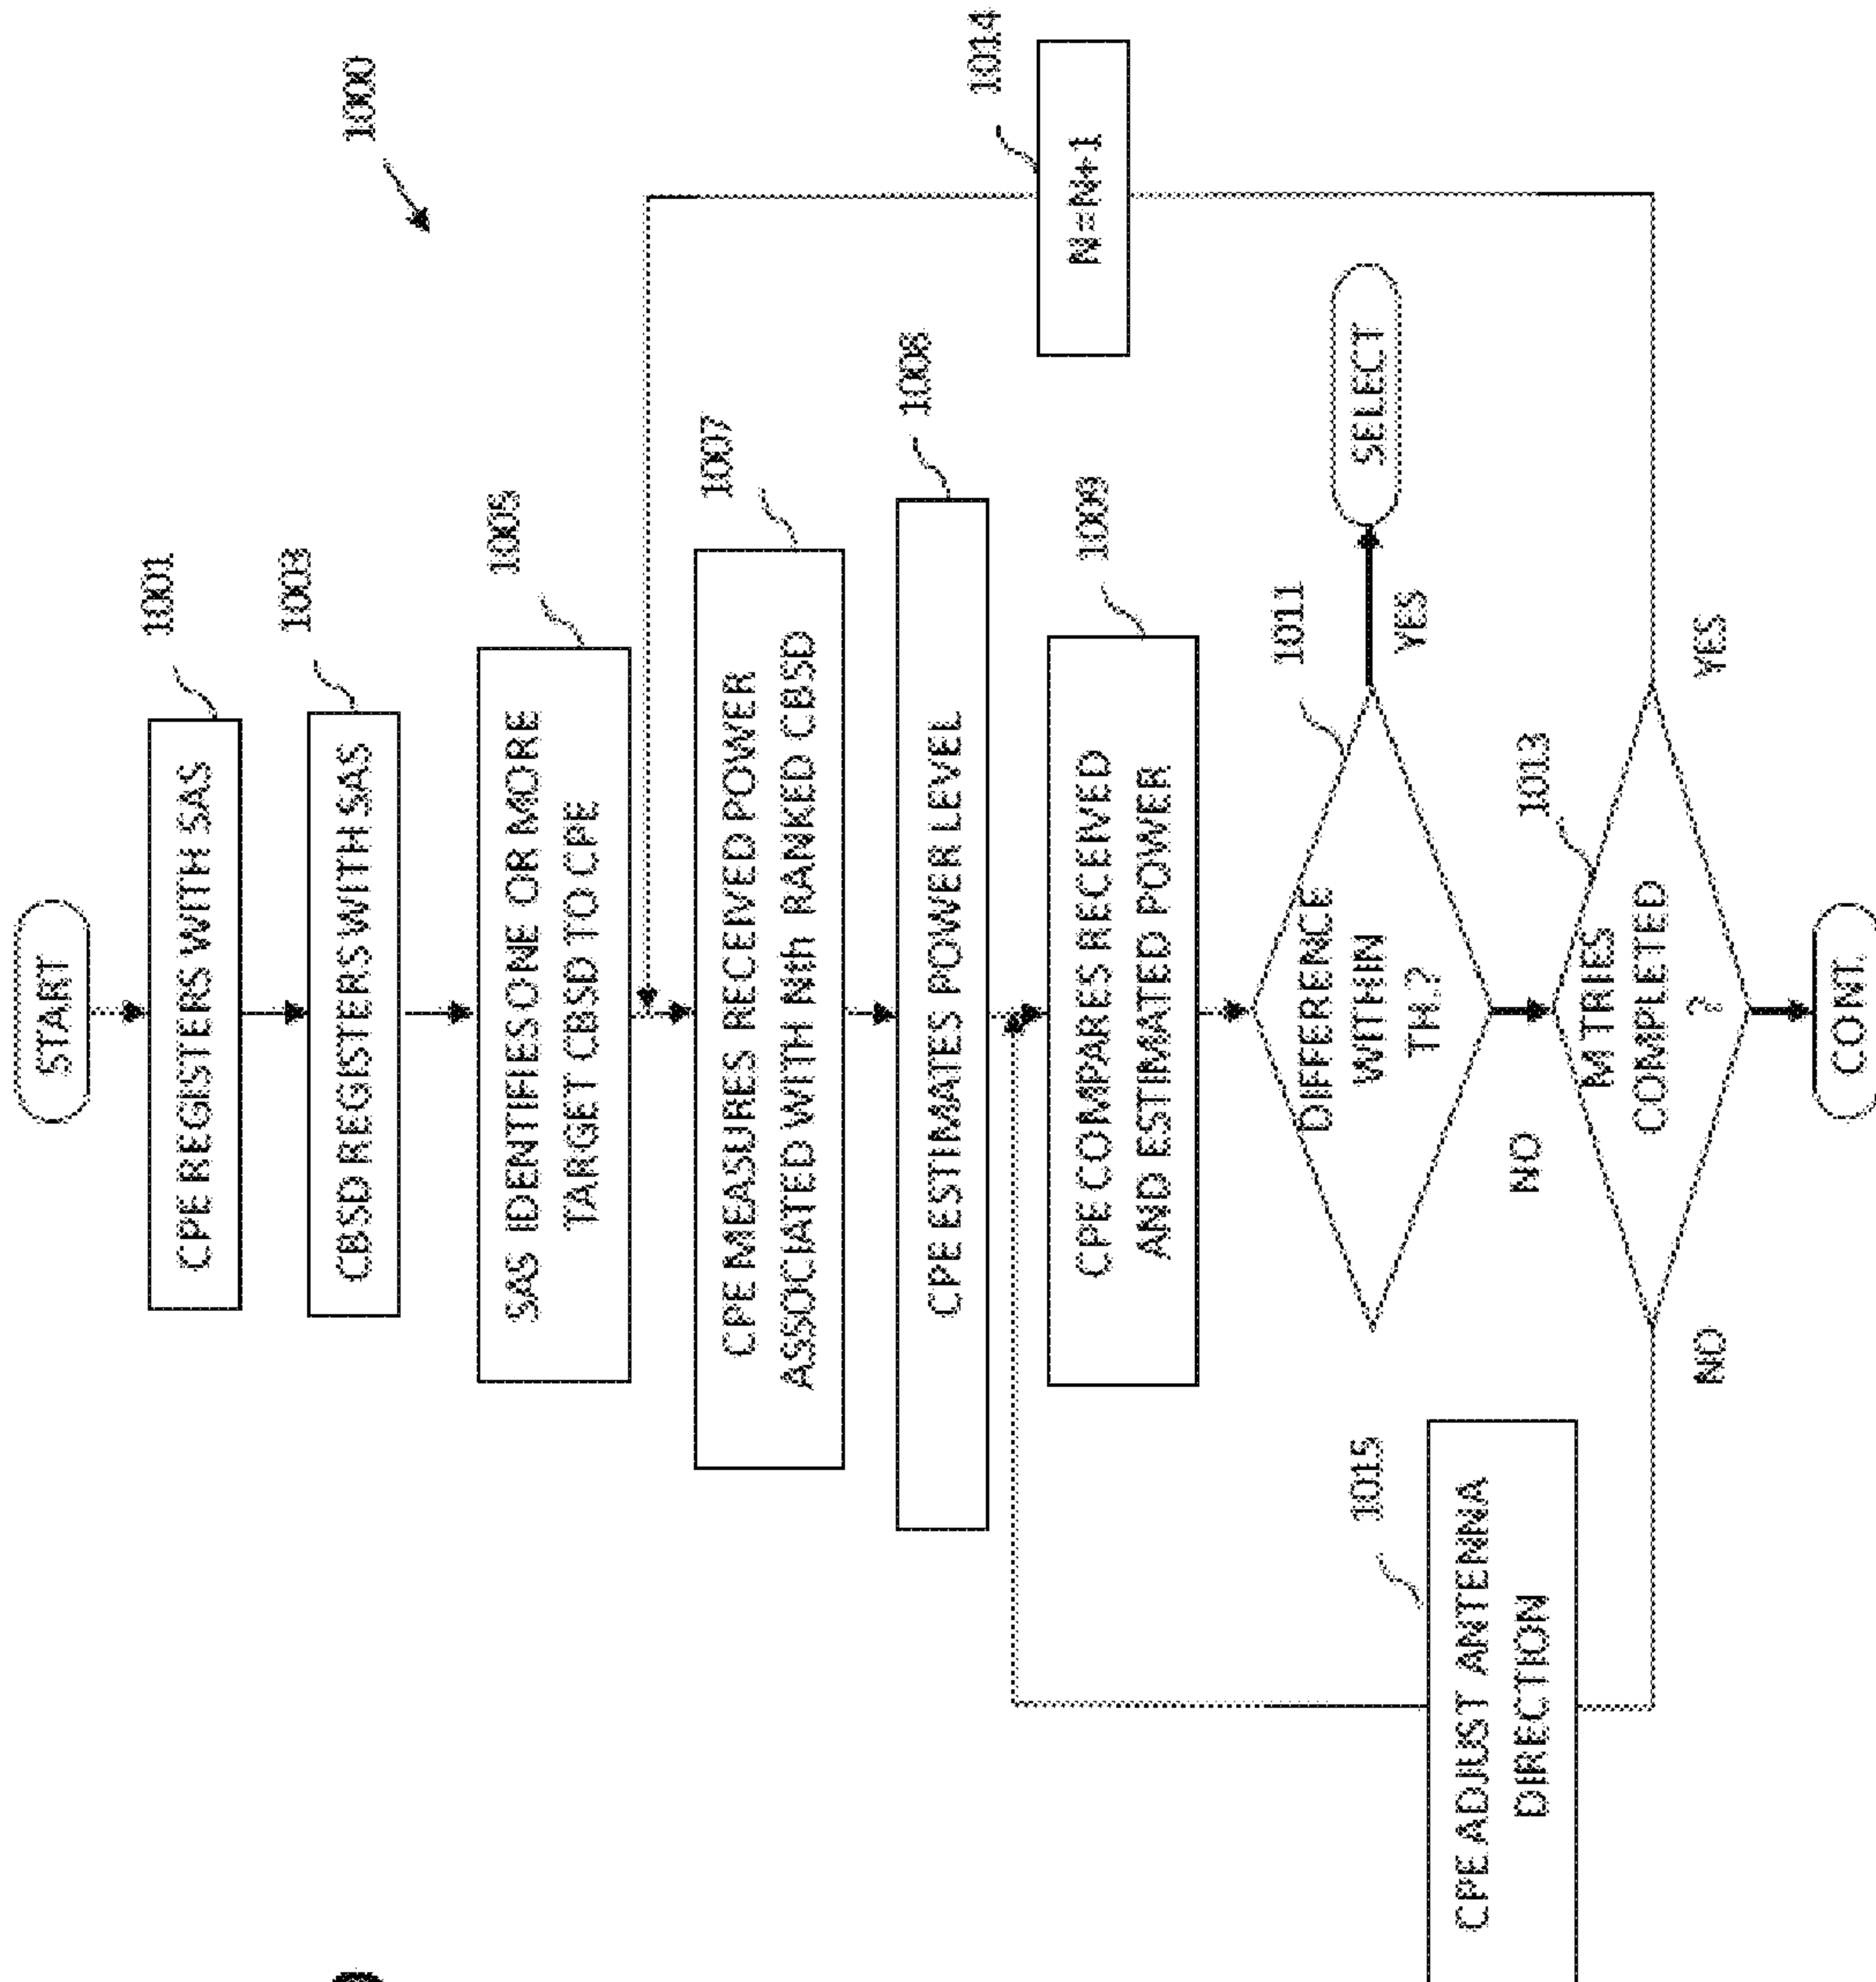 START
1000
1001
CPE REGISTERS WITH SAS
1003
CBSD REGISTERS WITH SAS
1005
SAS IDENTIFIES ONE OR MORE
TARGET CBSD TO CPE
1007
CPE MEASURES RECEIVED POWER
ASSOCIATED WITH Nth RANKED CBSD
1008
CPE ESTIMATES POWER LEVEL
1009
CPE COMPARES RECEIVED
AND ESTIMATED POWER
1014
N=N+1
1011
DIFFERENCE
WITHIN
TH.?
YES
SELECT
NO
1013
M TRIES
COMPLETED
?
YES
NO
1015
CPE ADJUST ANTENNA
DIRECTION
CONT.